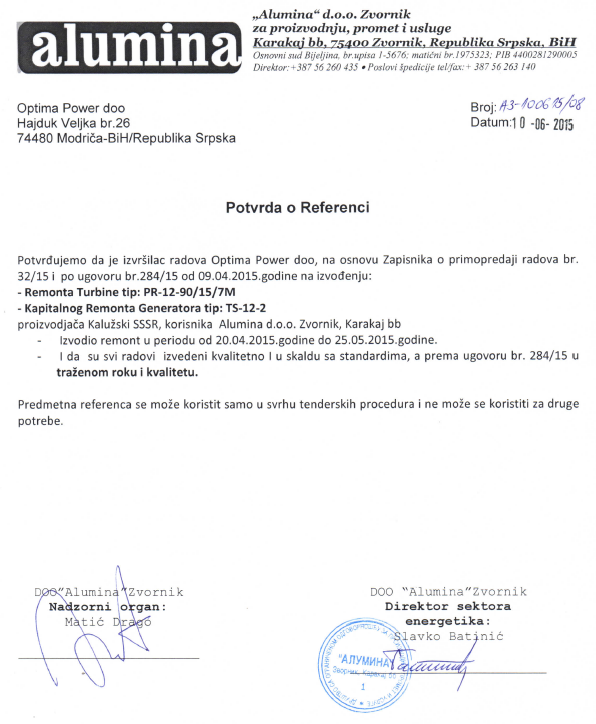 alumina
„Alumina“ d.o.o. Zvornik
za proizvodnju, promet i usluge
Karakaj bb, 75400 Zvornik, Republika Srpska, BiH
Osnovni sud Bijeljina, br.upisa 1-5676; matični br.1975323; PIB 4400281290005
Direktor:+387 56 260 435 • Poslovi špedicije tel/fax:+ 387 56 263 140
Optima Power doo
Hajduk Veljka br.26
74480 Modriča-BiH/Republika Srpska
Broj: A3-100615/08
Datum:10 -06- 2015
Potvrda o Referenci
Potvrđujemo da je izvršilac radova Optima Power doo, na osnovu Zapisnika o primopredaji radova br.
32/15 i po ugovoru br.284/15 od 09.04.2015.godine na izvođenju:
- Remonta Turbine tip: PR-12-90/15/7M
- Kapitalnog Remonta Generatora tip: TS-12-2
proizvodjača Kalužski SSSR, korisnika Alumina d.o.o. Zvornik, Karakaj bb
- Izvodio remont u periodu od 20.04.2015.godine do 25.05.2015.godine.
- I da su svi radovi izvedeni kvalitetno I u skaldu sa standardima, a prema ugovoru br. 284/15 u
traženom roku i kvalitetu.
Predmetna referenca se može koristit samo u svrhu tenderskih procedura i ne može se koristiti za druge
potrebe.
DOO"Alumina"Zvornik
Nadzorni organ:
Matić Drago
DOO "Alumina"Zvornik
Direktor sektora
energetika:
Slavko Batinić
"АЛУМИНА"
Зворник, Каракај бб
1